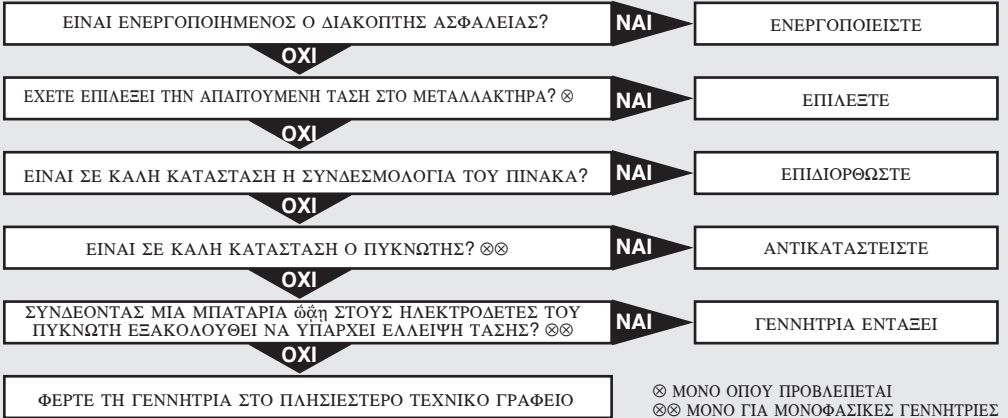 ΕΙΝΑΙ ΕΝΕΡΓΟΠΟΙΗΜΕΝΟΣ Ο ΔΙΑΚΟΠΤΗΣ ΑΣΦΑΛΕΙΑΣ?
ΝΑΙ
ΕΝΕΡΓΟΠΟΙΕΙΣΤΕ
ΟΧΙ
ΕΧΕΤΕ ΕΠΙΛΕΞΕΙ ΤΗΝ ΑΠΑΙΤΟΥΜΕΝΗ ΤΑΣΗ ΣΤΟ ΜΕΤΑΛΛΑΚΤΗΡΑ? ⊗
ΝΑΙ
ΕΠΙΛΕΞΤΕ
ΟΧΙ
ΕΙΝΑΙ ΣΕ ΚΑΛΗ ΚΑΤΑΣΤΑΣΗ Η ΣΥΝΔΕΣΜΟΛΟΓΙΑ ΤΟΥ ΠΙΝΑΚΑ?
ΝΑΙ
ΕΠΙΔΙΟΡΘΩΣΤΕ
ΟΧΙ
ΕΙΝΑΙ ΣΕ ΚΑΛΗ ΚΑΤΑΣΤΑΣΗ Ο ΠΥΚΝΩΤΗΣ? ⊗⊗
ΝΑΙ
ΑΝΤΙΚΑΤΑΣΤΕΙΣΤΕ
ΟΧΙ
ΣΥΝΔΕΟΝΤΑΣ ΜΙΑ ΜΠΑΤΑΡΙΑ ΣΤΟΥΣ ΗΛΕΚΤΡΟΔΕΤΕΣ ΤΟΥ
ΠΥΚΝΩΤΗ ΕΞΑΚΟΛΟΥΘΕΙ ΝΑ ΥΠΑΡΧΕΙ ΕΛΛΕΙΨΗ ΤΑΣΗΣ? ⊗⊗
ΝΑΙ
ΓΕΝΝΗΤΡΙΑ ΕΝΤΑΞΕΙ
ΟΧΙ
ΦΕΡΤΕ ΤΗ ΓΕΝΝΗΤΡΙΑ ΣΤΟ ΠΛΗΣΙΕΣΤΕΡΟ ΤΕΧΝΙΚΟ ΓΡΑΦΕΙΟ
⊗ ΜΟΝΟ ΟΠΟΥ ΠΡΟΒΛΕΠΕΤΑΙ
⊗⊗ ΜΟΝΟ ΓΙΑ ΜΟΝΟΦΑΣΙΚΕΣ ΓΕΝΝΗΤΡΙΕΣ